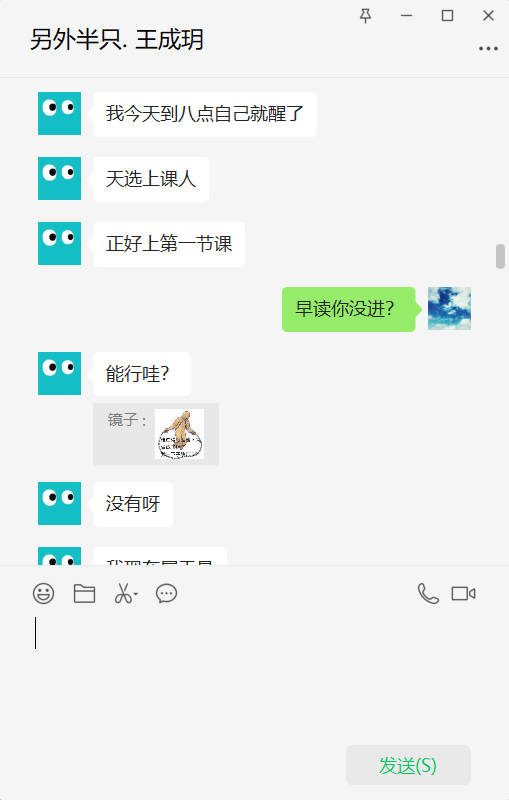 另外半只. 王成玥
我今天到八点自己就醒了
天选上课人
正好上第一节课
早读你没进?
能行哇?
镜子：
没有呀
发送(S)